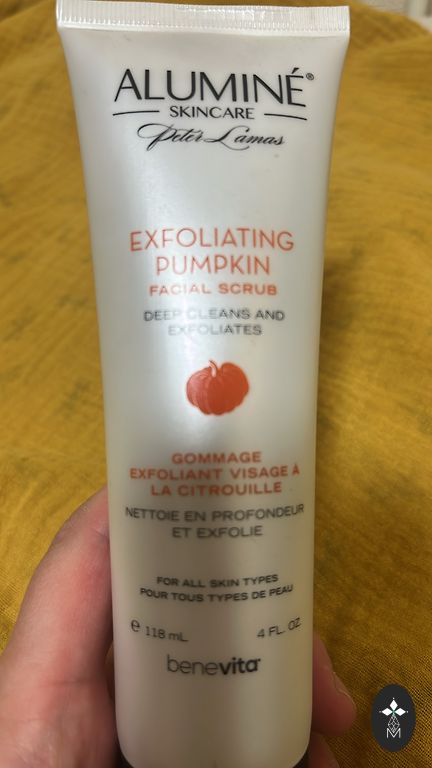 ALUMINÉ®
SKINCARE
Peter Lamas
EXFOLIATING
PUMPKIN
FACIAL SCRUB
DEEP CLEANS AND
EXFOLIATES
GOMMAGE
EXFOLIANT VISAGE À
LA CITROUILLE
NETTOIE EN PROFONDEUR
ET EXFOLIE
FOR ALL SKIN TYPES
POUR TOUS TYPES DE PEAU
℮ 118 mL 4 FL. OZ
benevita
M